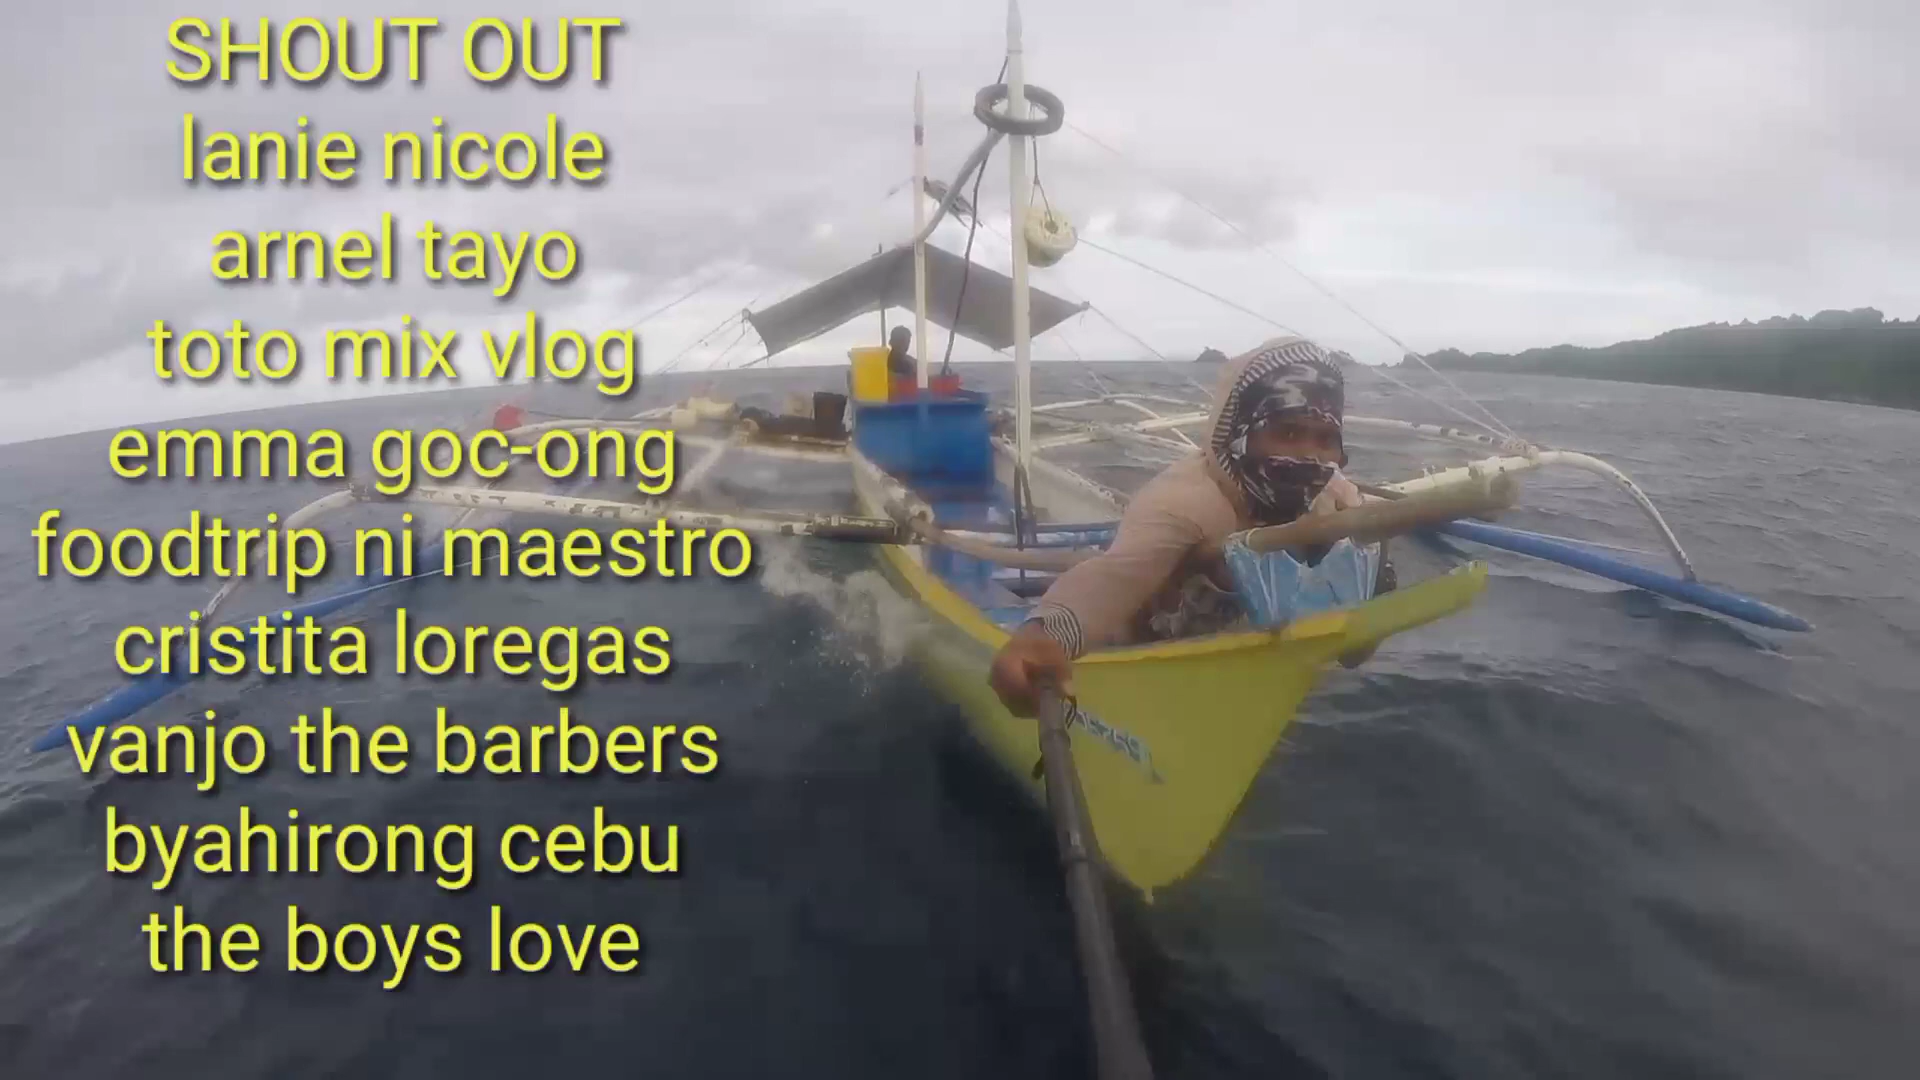 SHOUT OUT
lanie nicole
arnel tayo
toto mix vlog
emma goc-ong
foodtrip ni maestro
cristita loregas
vanjo the barbers
byahirong cebu
the boys love